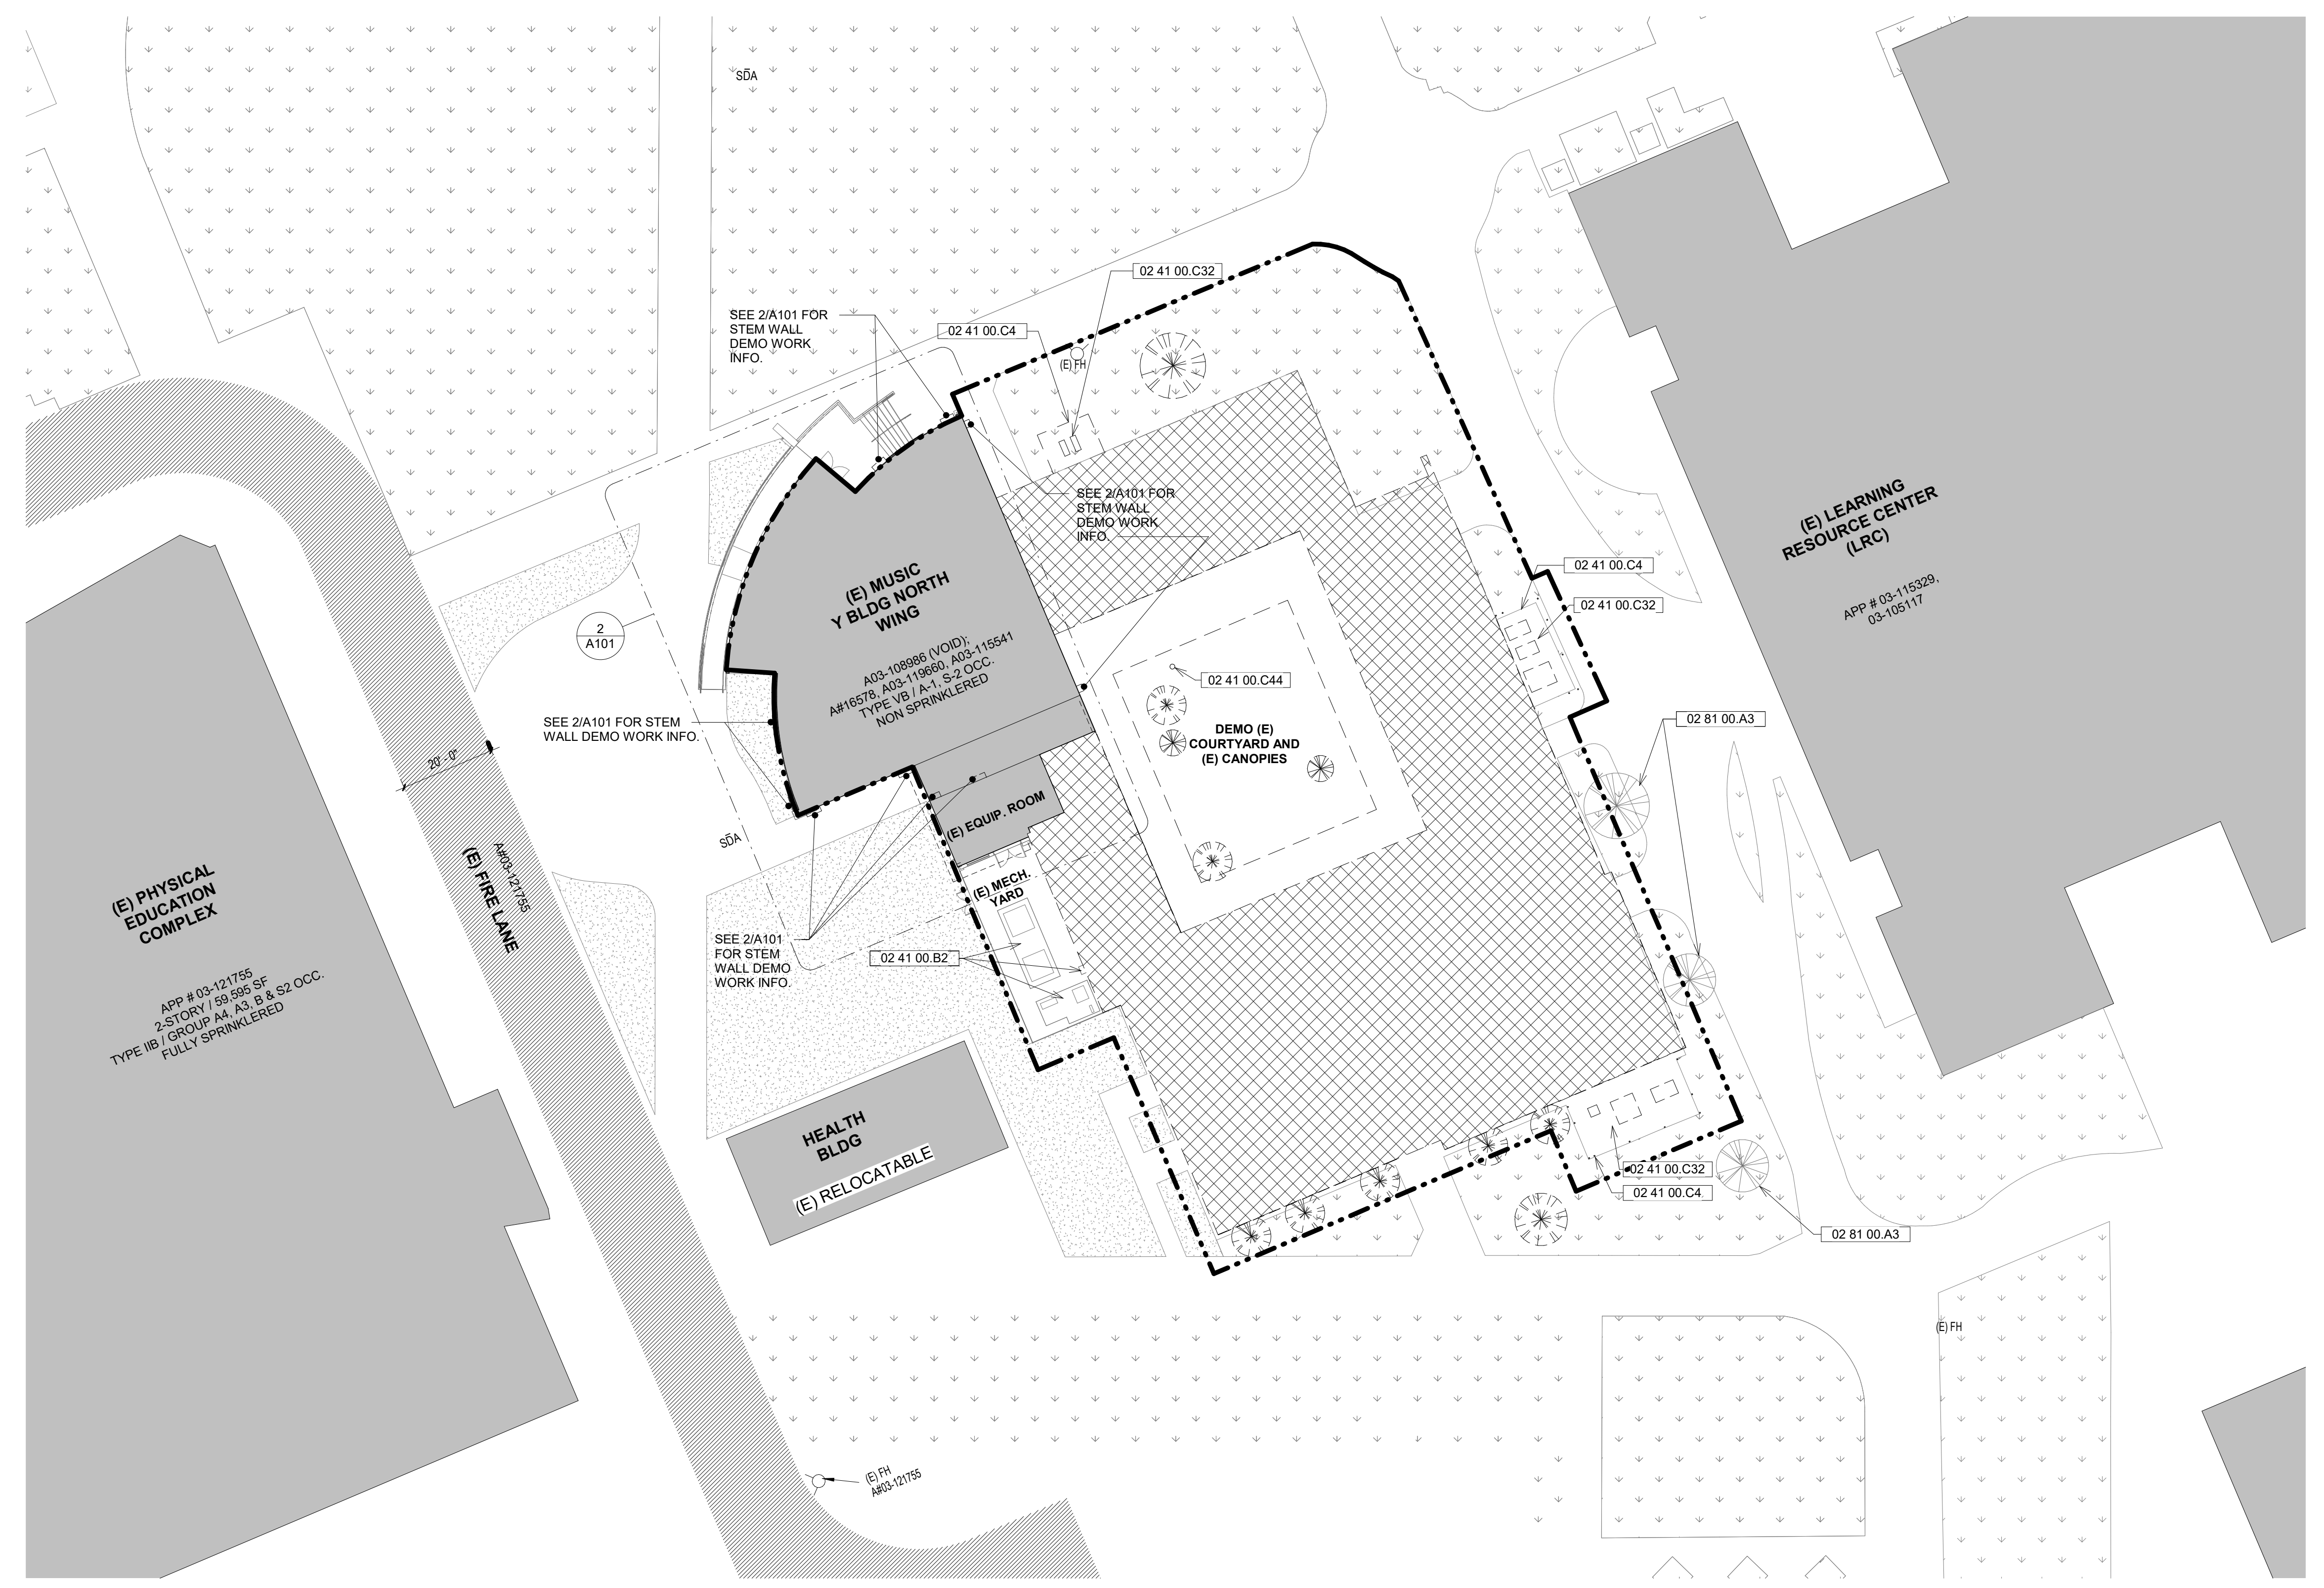 SDA
02 41 00.C32
SEE 2/A101 FOR
STEM WALL
DEMO WORK
INFO.
02 41 00.C4
(E) FH
SEE 2/A101 FOR
STEM WALL
DEMO WORK
INFO.
(E) LEARNING
RESOURCE CENTER
(LRC)
APP # 03-115329,
03-105117
02 41 00.C4
02 41 00.C32
(E) MUSIC
Y BLDG NORTH
WING
A03-108986 (VOID);
A#16578, A03-119660, A03-115541
TYPE VB / A-1, S-2 OCC.
NON SPRINKLERED
2
A101
02 41 00.C44
SEE 2/A101 FOR STEM
WALL DEMO WORK INFO.
DEMO (E)
COURTYARD AND
(E) CANOPIES
02 81 00.A3
20' - 0"
SDA
(E) EQUIP. ROOM
A#03-121755
(E) FIRE LANE
(E) PHYSICAL
EDUCATION
COMPLEX
APP # 03-121755
2-STORY / 59,595 SF
TYPE IIB / GROUP A4, A3, B & S2 OCC.
FULLY SPRINKLERED
(E) MECH.
YARD
SEE 2/A101
FOR STEM
WALL DEMO
WORK INFO.
02 41 00.B2
HEALTH
BLDG
(E) RELOCATABLE
02 41 00.C32
02 41 00.C4
02 81 00.A3
(E) FH
(E) FH
A#03-121755